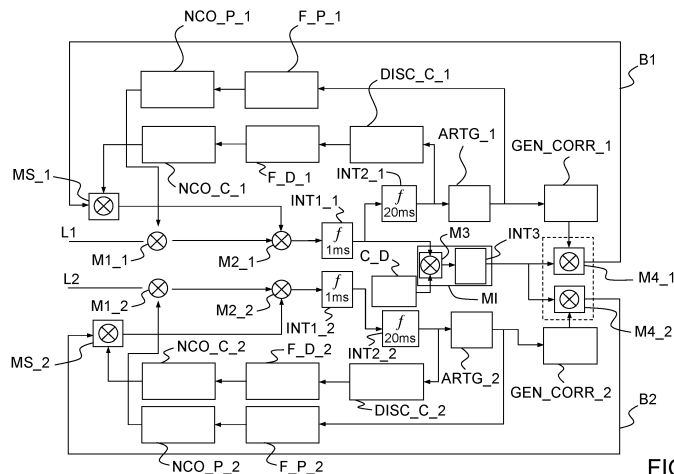 NCO_P_1
F_P_1
DISC_C_1
B1
ARTG_1
GEN_CORR_1
INT2_1
MS_1
NCO_C_1
F_D_1
INT1_1
∫
20ms
M3
INT3
L1
M1_1
M2_1
∫
1ms
C_D
M4_1
L2
M1_2
M2_2
∫
1ms
INT1_2
MI
∫
20ms
INT2_2
M4_2
MS_2
NCO_C_2
F_D_2
ARTG_2
GEN_CORR_2
DISC_C_2
B2
NCO_P_2
F_P_2
FIG